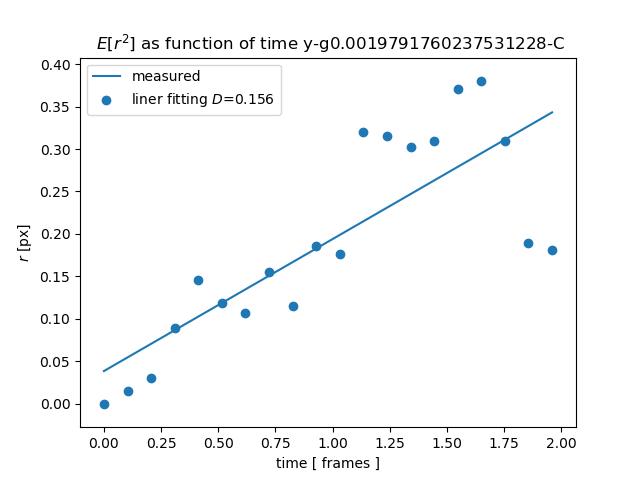 E[r²] as function of time y-g0.0019791760237531228-C
measured
liner fitting D=0.156
0.40
0.35
0.30
0.25
0.20
0.15
0.10
0.05
0.00
r [px]
0.00 0.25 0.50 0.75 1.00 1.25 1.50 1.75 2.00
time [ frames ]